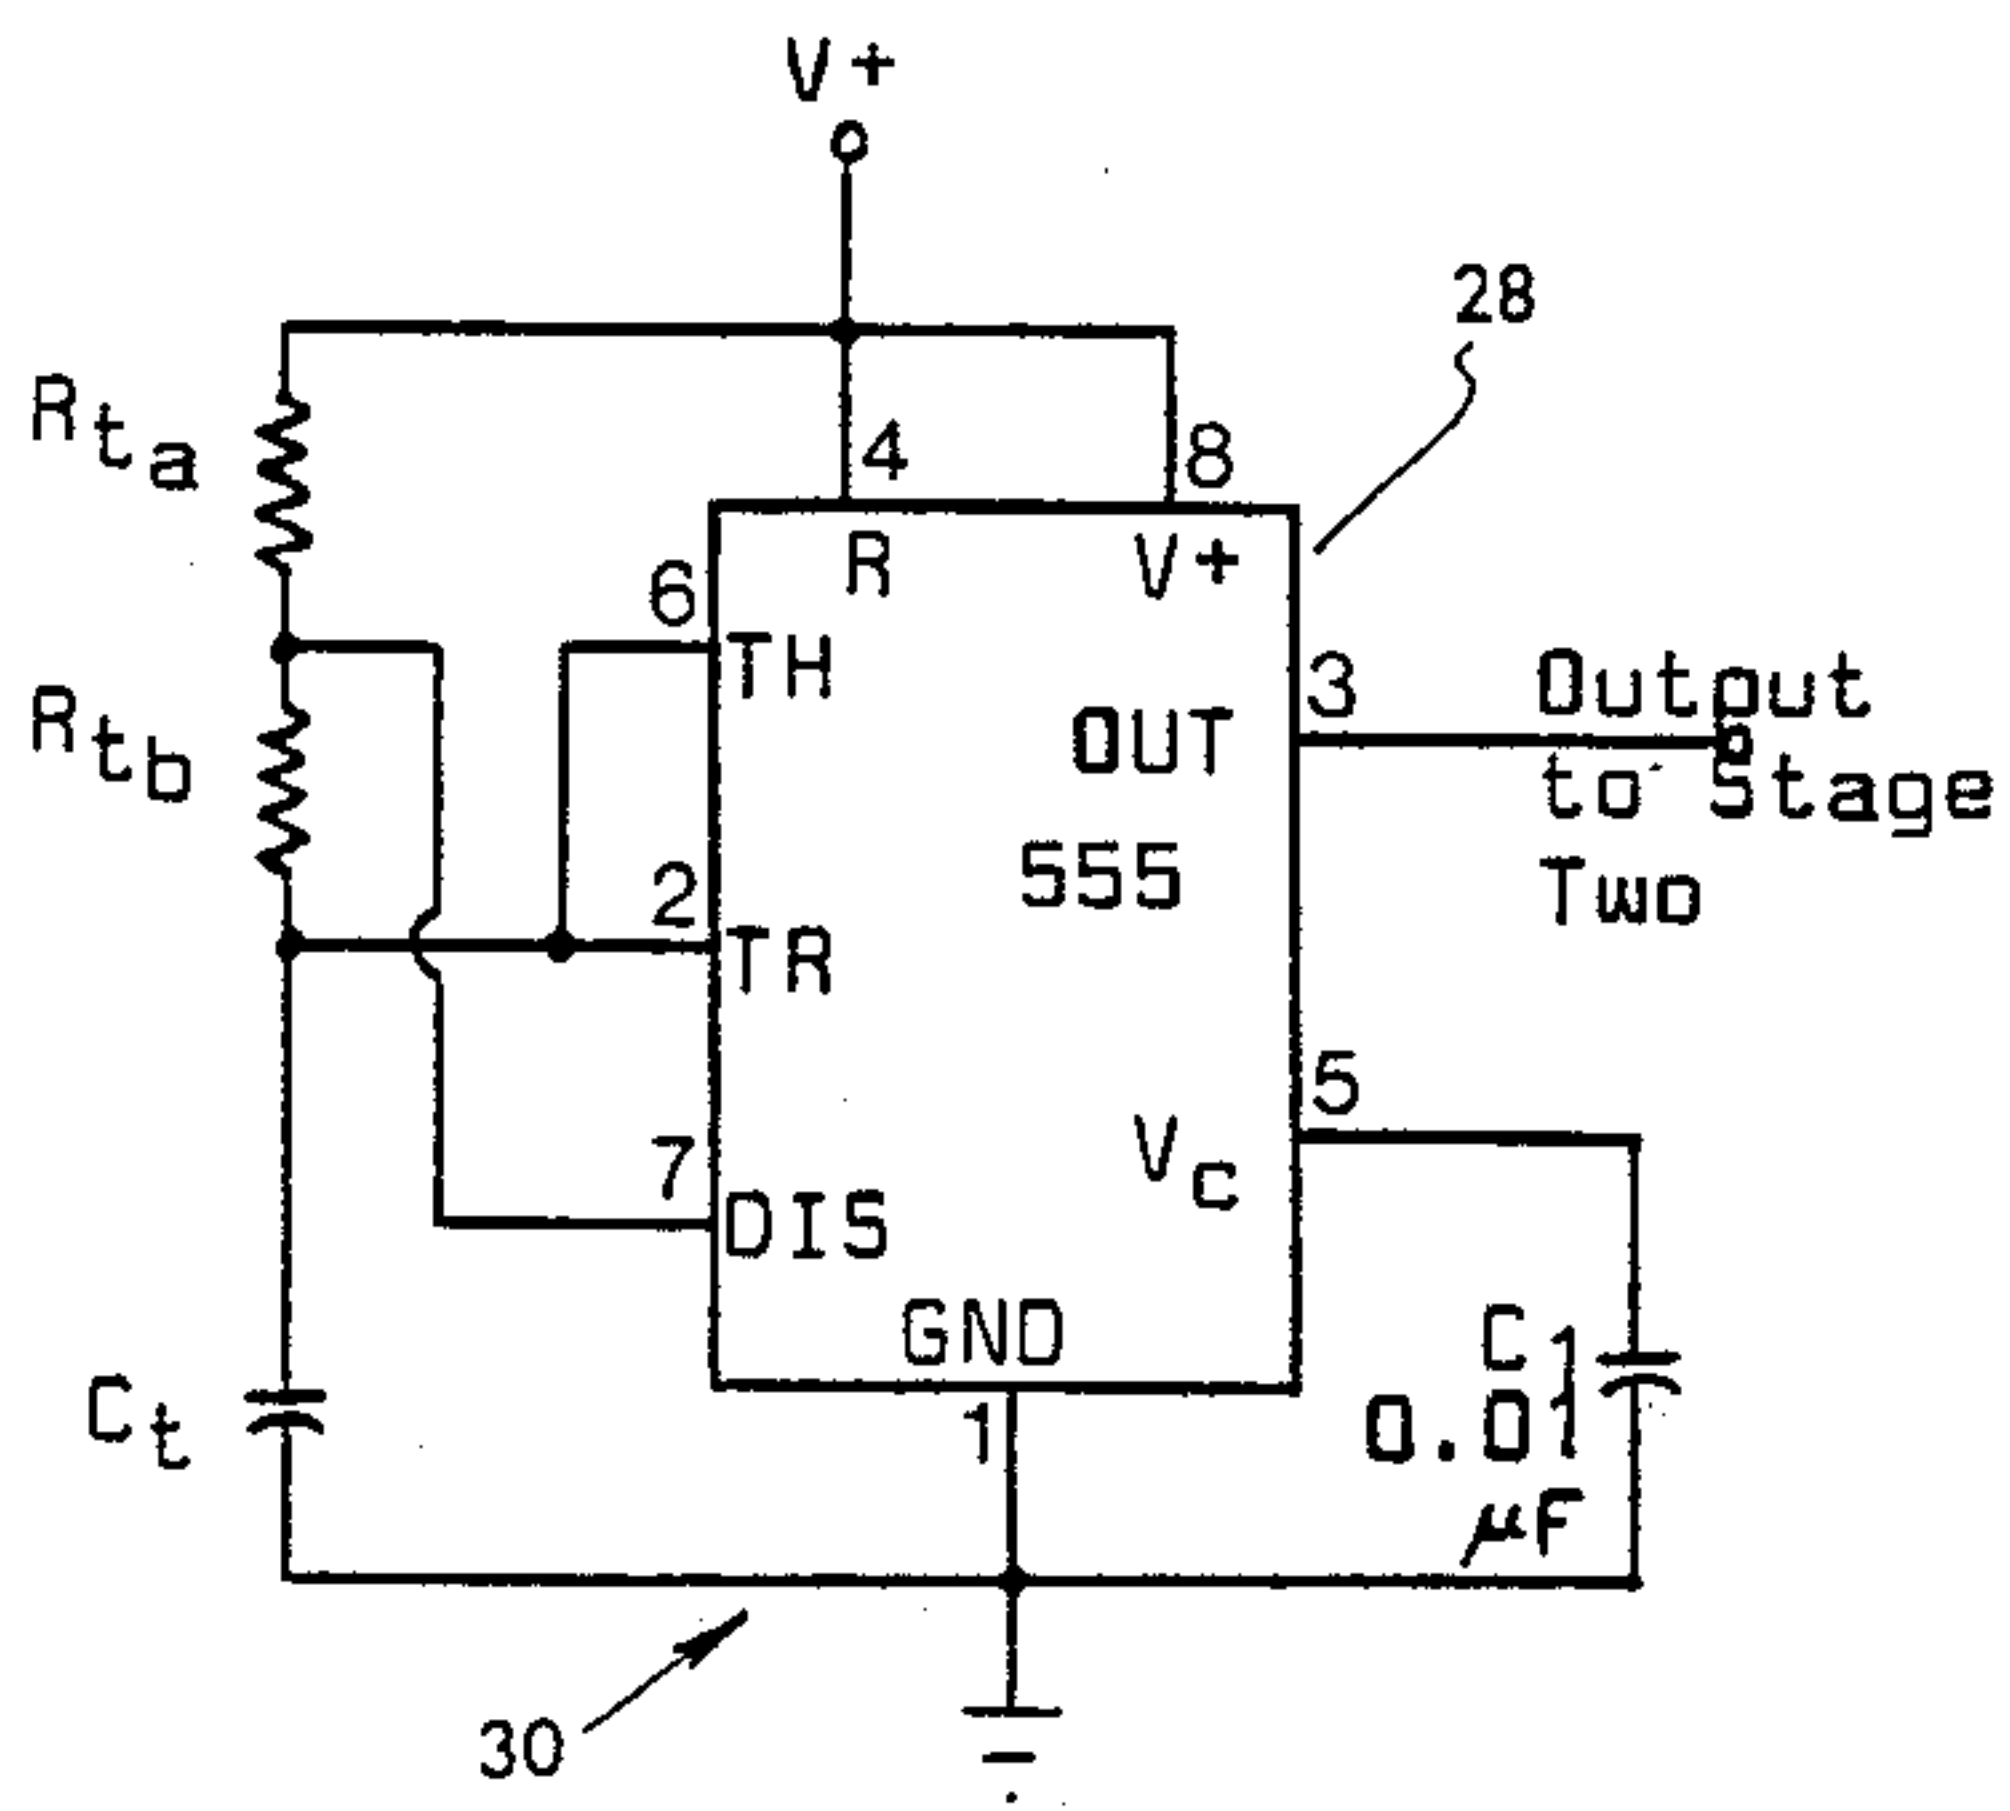 V+
28
Rta
4
8
R
V+
6
TH
3
Output
Rtb
OUT
to Stage
2
555
Two
TR
5
7
Vc
DIS
GND
C1
Ct
1
0.01
µF
30